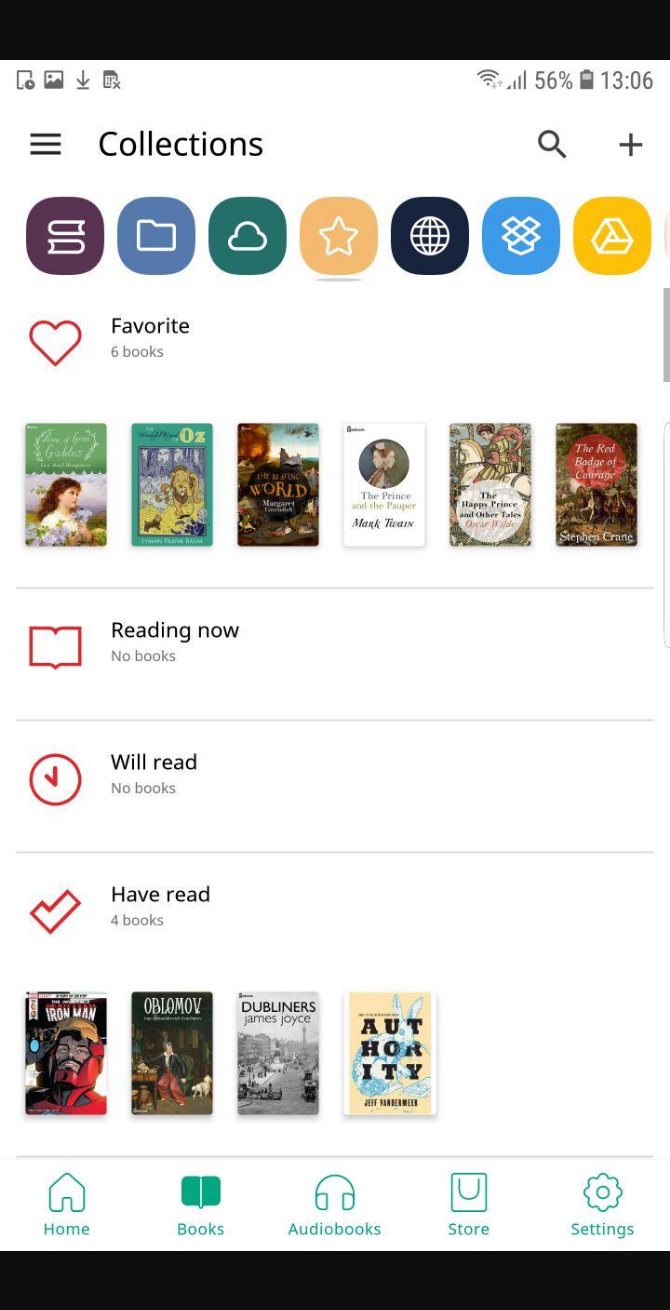 56% 13:06
Collections
Favorite
6 books
Anne of Green
Gables
Lucy Maud Montgomery
Wonderful Wizard
OF OZ
LYMAN FRANK BAUM
THE BLAZING
WORLD
Margaret
Cavendish
The Prince
and the Pauper
Mark Twain
The
Happy Prince
and Other Tales
Oscar Wilde
The Red
Badge of
Courage
Stephen Crane
Reading now
No books
Will read
No books
Have read
4 books
THE INVINCIBLE
IRON MAN
OBLOMOV
DUBLINERS
james joyce
AUT
HOR
ITY
JEFF VANDERMEER
Home
Books
Audiobooks
Store
Settings